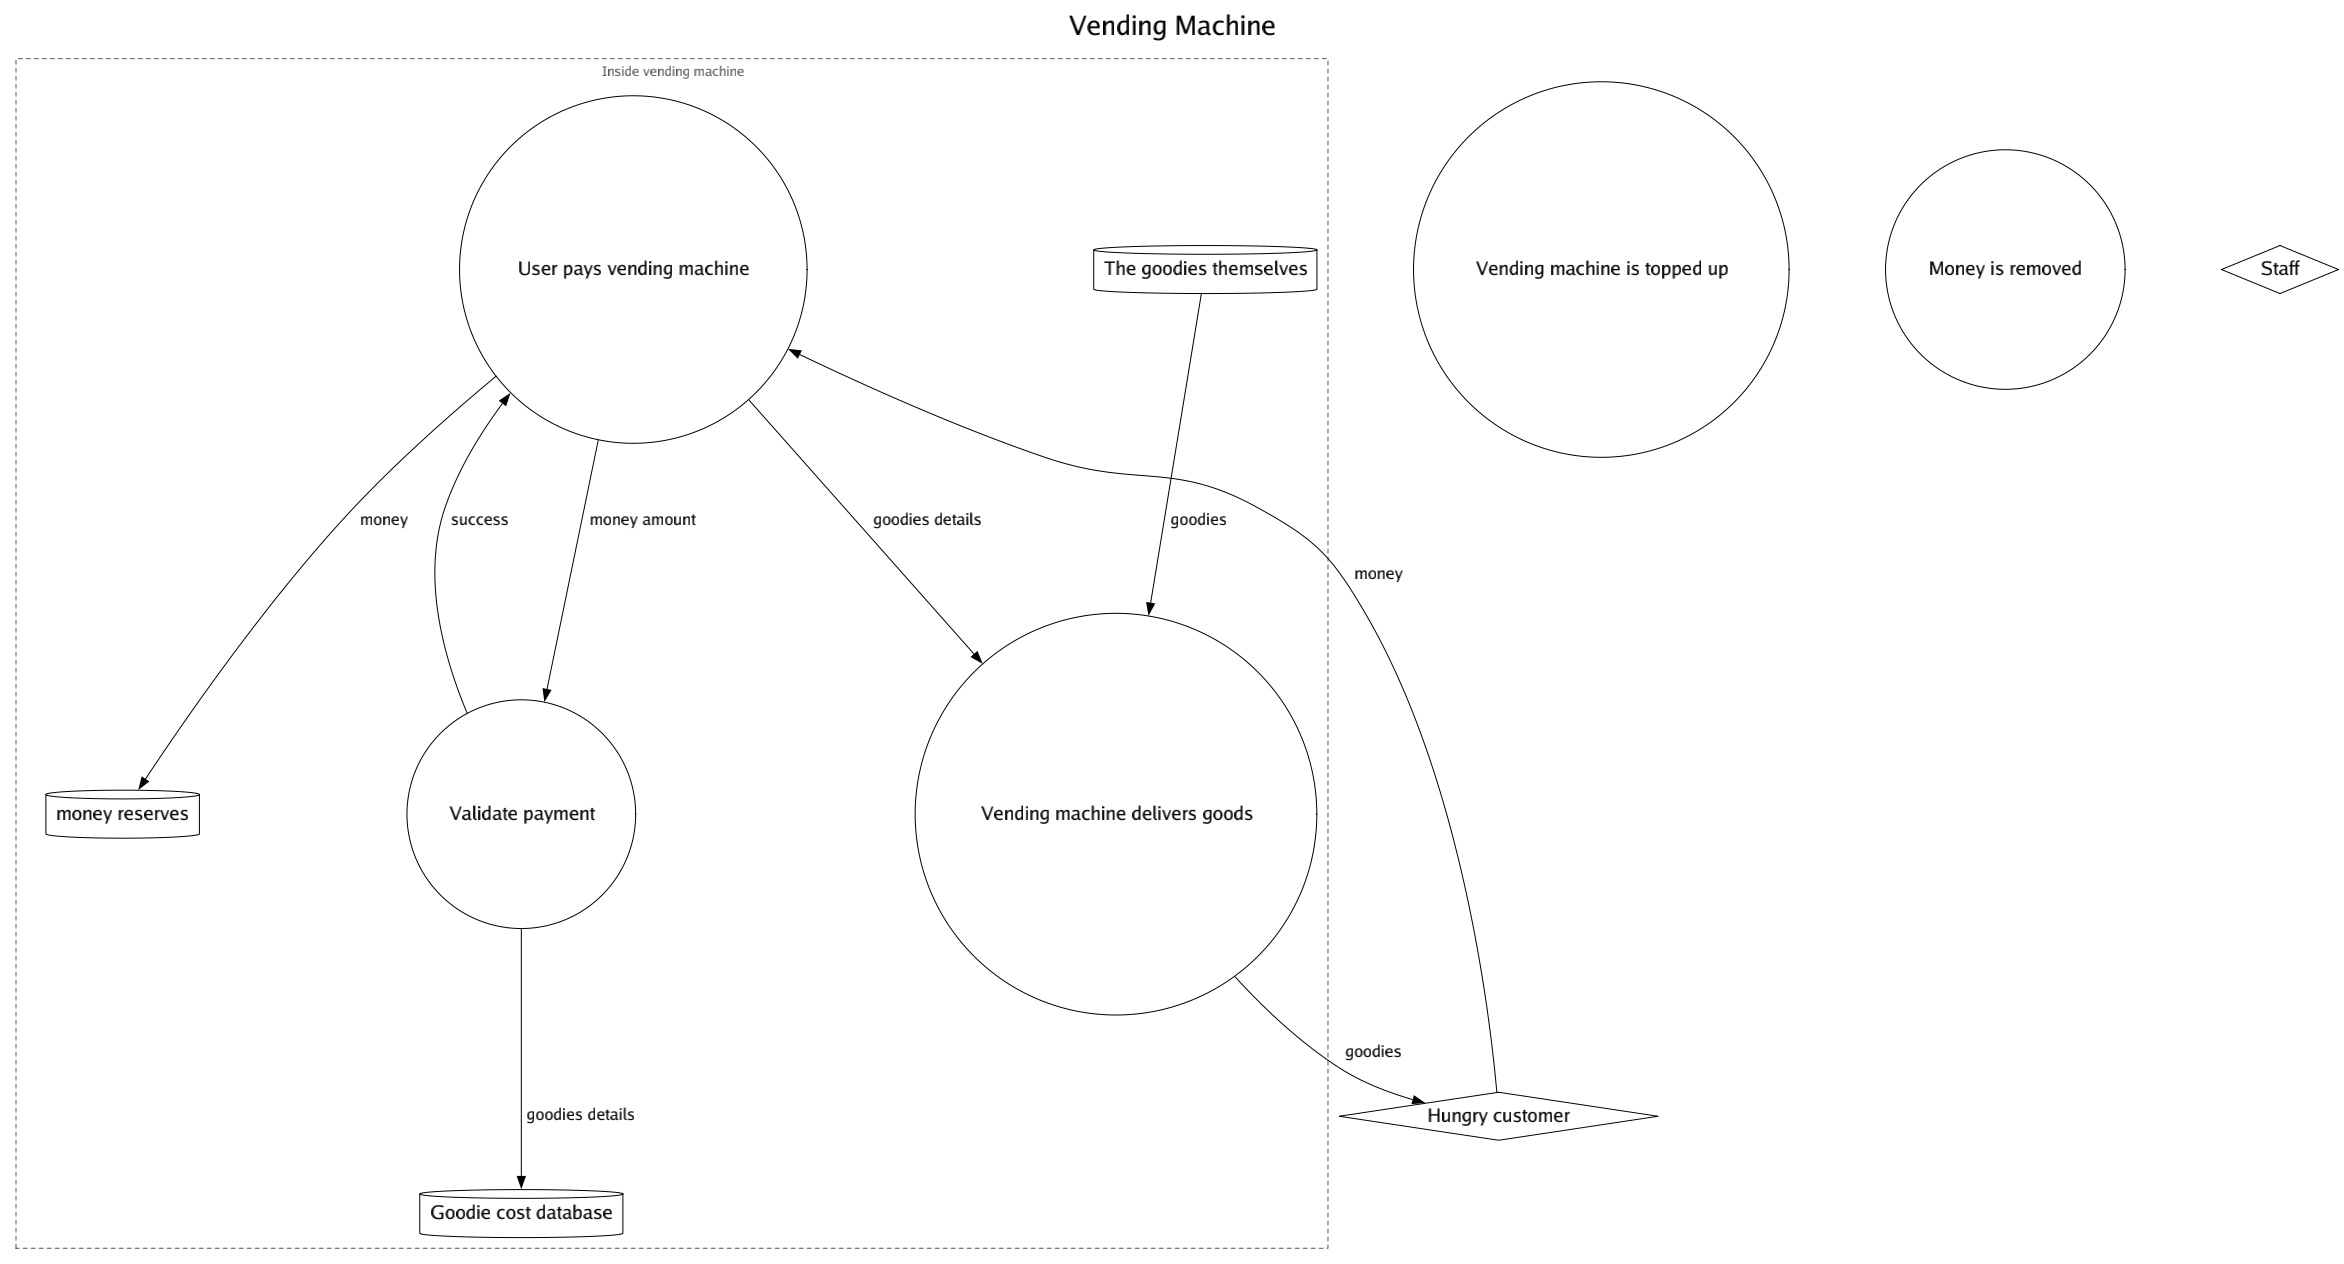 Vending Machine
Inside vending machine
User pays vending machine
The goodies themselves
Vending machine is topped up
Money is removed
Staff
money
success
money amount
goodies details
goodies
money
money reserves
Validate payment
Vending machine delivers goods
goodies
goodies details
Hungry customer
Goodie cost database